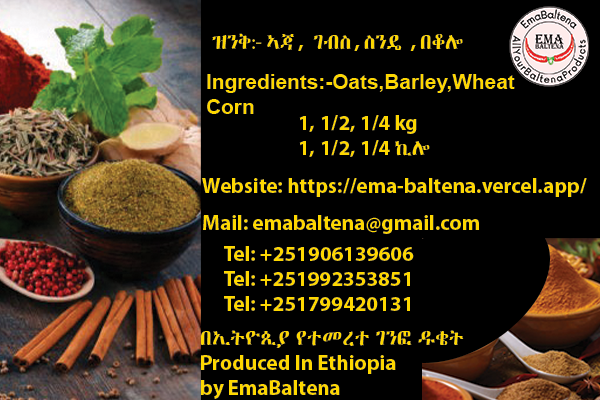 EmaBaltena
EMA
BALTENA
AllYourBaltenaProducts
ዝንቅ:- ኣጃ , ገብስ , ስንዴ , በቆሎ
Ingredients:-Oats,Barley,Wheat
Corn
1, 1/2, 1/4 kg
1, 1/2, 1/4 ኪሎ
Website: https://ema-baltena.vercel.app/
Mail: emabaltena@gmail.com
Tel: +251906139606
Tel: +251992353851
Tel: +251799420131
በኢትዮጲያ የተመረተ ገንፎ ዱቄት
Produced In Ethiopia
by EmaBaltena